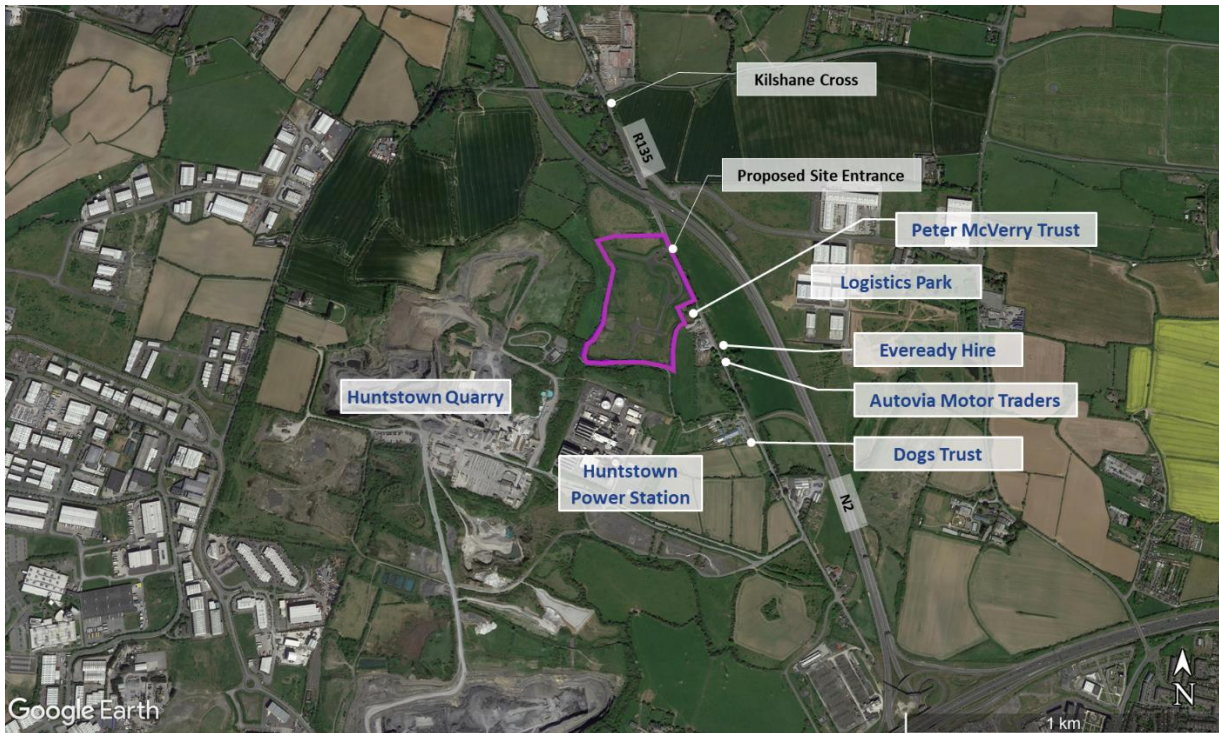 Kilshane Cross
R135
Proposed Site Entrance
Peter McVerry Trust
Logistics Park
Eveready Hire
Huntstown Quarry
Autovia Motor Traders
Dogs Trust
Huntstown
Power Station
N2
N
Google Earth
1 km